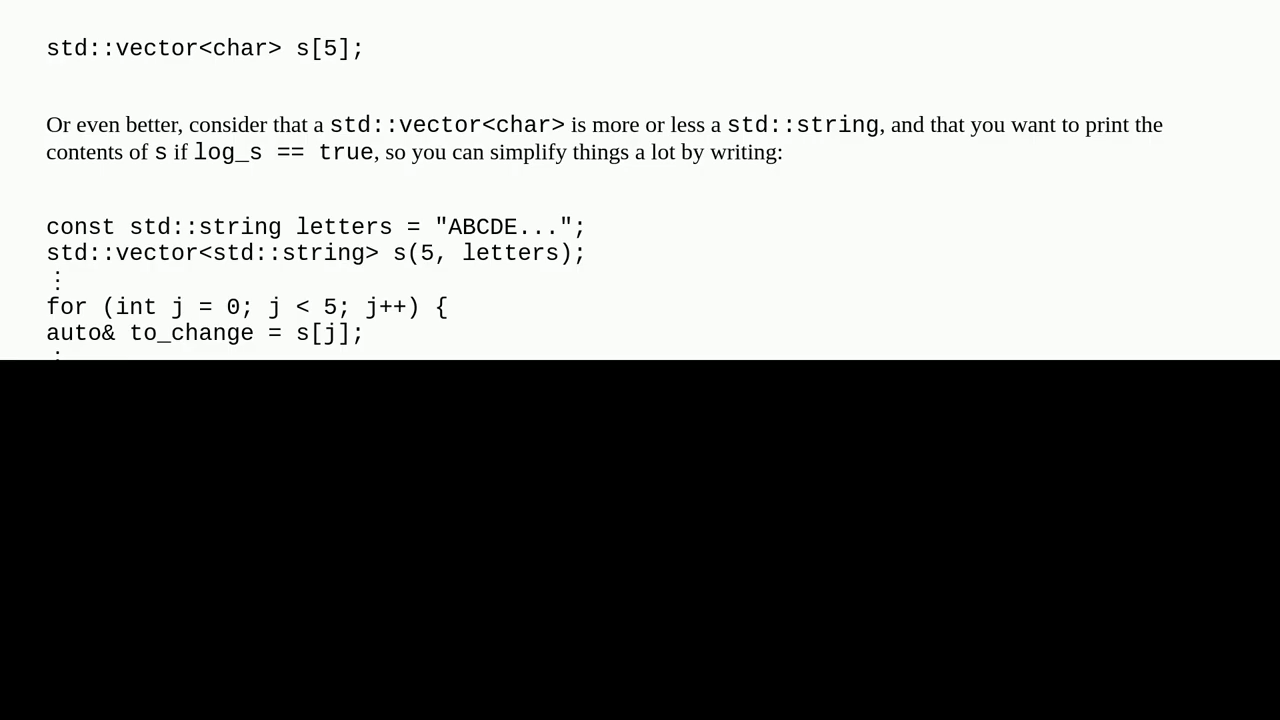 std::vector<char> s[5];
Or even better, consider that a std::vector<char> is more or less a std::string, and that you want to print the
contents of s if log_s == true, so you can simplify things a lot by writing:
const std::string letters = "ABCDE...";
std::vector<std::string> s(5, letters);
⋮
for (int j = 0; j < 5; j++) {
auto& to_change = s[j];
⋮